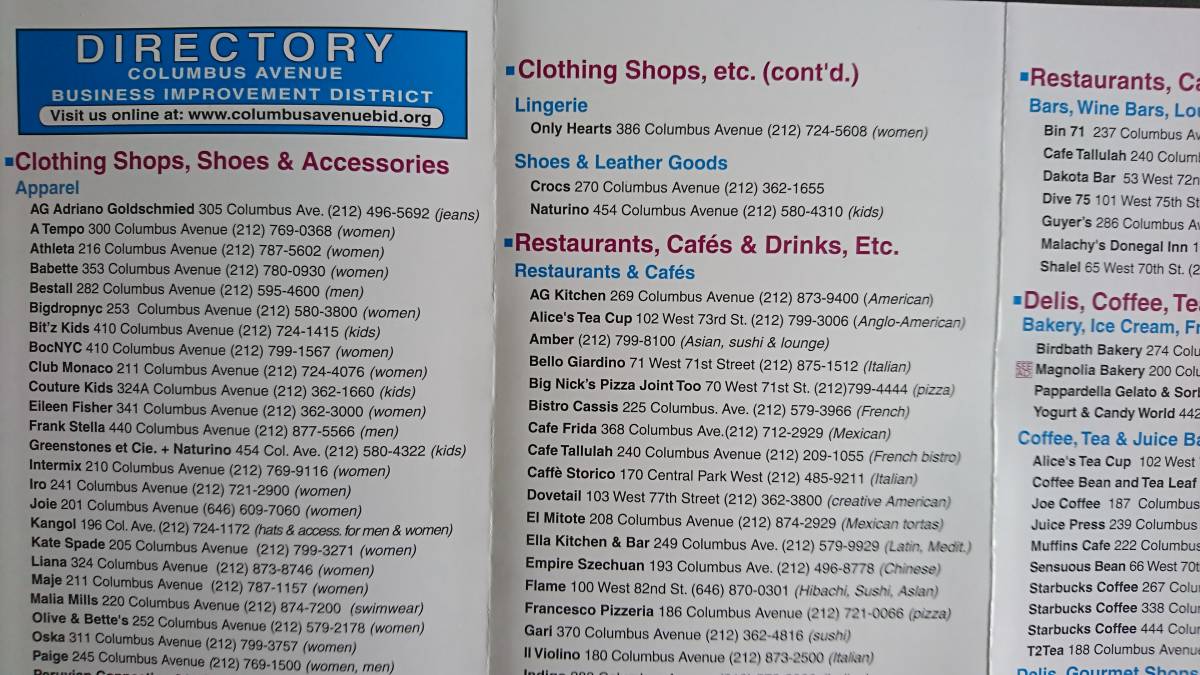 DIRECTORY
COLUMBUS AVENUE
BUSINESS IMPROVEMENT DISTRICT
Visit us online at: www.columbusavenuebid.org
Clothing Shops, Shoes & Accessories
Apparel
AG Adriano Goldschmied 305 Columbus Ave. (212) 496-5692 (jeans)
A Tempo 300 Columbus Avenue (212) 769-0368 (women)
Athleta 216 Columbus Avenue (212) 787-5602 (women)
Babette 353 Columbus Avenue (212) 780-0930 (women)
Bestall 282 Columbus Avenue (212) 595-4600 (men)
Bigdropnyc 253 Columbus Avenue (212) 580-3800 (women)
Bit'z Kids 410 Columbus Avenue (212) 724-1415 (kids)
BocNYC 410 Columbus Avenue (212) 799-1567 (women)
Club Monaco 211 Columbus Avenue (212) 724-4076 (women)
Couture Kids 324A Columbus Avenue (212) 362-1660 (kids)
Eileen Fisher 341 Columbus Avenue (212) 362-3000 (women)
Frank Stella 440 Columbus Avenue (212) 877-5566 (men)
Greenstones et Cie. + Naturino 454 Col. Ave. (212) 580-4322 (kids)
Intermix 210 Columbus Avenue (212) 769-9116 (women)
Iro 241 Columbus Avenue (212) 721-2900 (women)
Joie 201 Columbus Avenue (646) 609-7060 (women)
Kangol 196 Col. Ave. (212) 724-1172 (hats & access. for men & women)
Kate Spade 205 Columbus Avenue (212) 799-3271 (women)
Liana 324 Columbus Avenue (212) 873-8746 (women)
Maje 211 Columbus Avenue (212) 787-1157 (women)
Malia Mills 220 Columbus Avenue (212) 874-7200 (swimwear)
Olive & Bette's 252 Columbus Avenue (212) 579-2178 (women)
Oska 311 Columbus Avenue (212) 799-3757 (women)
Paige 245 Columbus Avenue (212) 769-1500 (women, men)
Clothing Shops, etc. (cont'd.)
Lingerie
Only Hearts 386 Columbus Avenue (212) 724-5608 (women)
Shoes & Leather Goods
Crocs 270 Columbus Avenue (212) 362-1655
Naturino 454 Columbus Avenue (212) 580-4310 (kids)
Restaurants, Cafés & Drinks, Etc.
Restaurants & Cafés
AG Kitchen 269 Columbus Avenue (212) 873-9400 (American)
Alice's Tea Cup 102 West 73rd St. (212) 799-3006 (Anglo-American)
Amber (212) 799-8100 (Asian, sushi & lounge)
Bello Giardino 71 West 71st Street (212) 875-1512 (Italian)
Big Nick's Pizza Joint Too 70 West 71st St. (212)799-4444 (pizza)
Bistro Cassis 225 Columbus. Ave. (212) 579-3966 (French)
Cafe Frida 368 Columbus Ave.(212) 712-2929 (Mexican)
Cafe Tallulah 240 Columbus Avenue (212) 209-1055 (French bistro)
Caffè Storico 170 Central Park West (212) 485-9211 (Italian)
Dovetail 103 West 77th Street (212) 362-3800 (creative American)
El Mitote 208 Columbus Avenue (212) 874-2929 (Mexican tortas)
Ella Kitchen & Bar 249 Columbus Ave. (212) 579-9929 (Latin, Medit.)
Empire Szechuan 193 Columbus Ave. (212) 496-8778 (Chinese)
Flame 100 West 82nd St. (646) 870-0301 (Hibachi, Sushi, Asian)
Francesco Pizzeria 186 Columbus Avenue (212) 721-0066 (pizza)
Gari 370 Columbus Avenue (212) 362-4816 (sushi)
Il Violino 180 Columbus Avenue (212) 873-2500 (Italian)
Restaurants, Ca
Bars, Wine Bars, Lou
Bin 71 237 Columbus Av
Cafe Tallulah 240 Colum
Dakota Bar 53 West 72n
Dive 75 101 West 75th St
Guyer's 286 Columbus Av
Malachy's Donegal Inn 1
Shalel 65 West 70th St. (2
Delis, Coffee, Te
Bakery, Ice Cream, Fr
Birdbath Bakery 274 Colu
SEE AD Magnolia Bakery 200 Colu
Pappardella Gelato & Sor
Yogurt & Candy World 442
Coffee, Tea & Juice Ba
Alice's Tea Cup 102 West
Coffee Bean and Tea Leaf
Joe Coffee 187 Columbus
Juice Press 239 Columbus
Muffins Cafe 222 Columbus
Sensuous Bean 66 West 70t
Starbucks Coffee 267 Colu
Starbucks Coffee 338 Colu
Starbucks Coffee 444 Colu
T2Tea 188 Columbus Avenue
Delis, Gourmet Shops